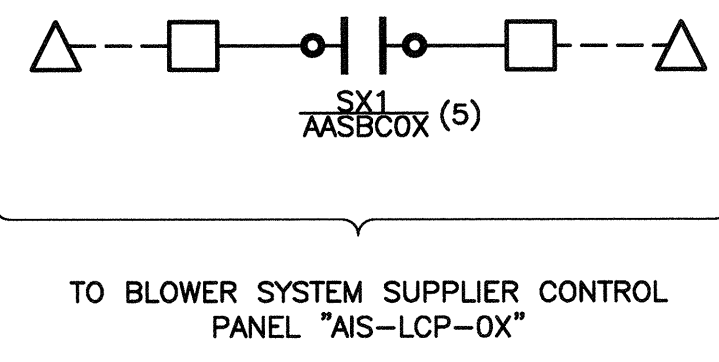 SX1
AASBC0X (5)
TO BLOWER SYSTEM SUPPLIER CONTROL
PANEL "AIS-LCP-0X"